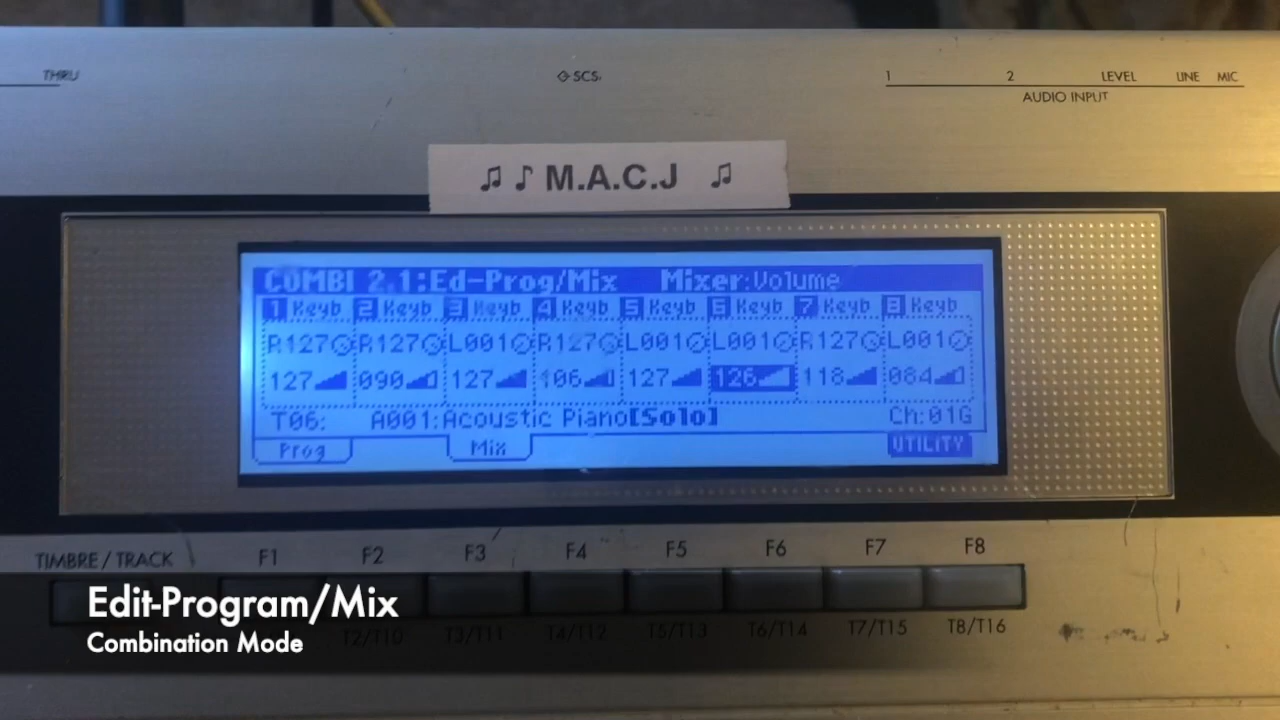 THRU
SCS
1 2 LEVEL LINE MIC
AUDIO INPUT
M.A.C.J
COMBI 2.1:Ed-Prog/Mix Mixer:Volume
1 Keyb 2 Keyb 3 Keyb 4 Keyb 5 Keyb 6 Keyb 7 Keyb 8 Keyb
R127 R127 L001 R127 L001 L001 R127 L001
127 090 127 106 127 126 118 084
T06: A001:Acoustic Piano[Solo] Ch:01G
Prog Mix UTILITY
TIMBRE / TRACK F1 F2 F3 F4 F5 F6 F7 F8
Edit-Program/Mix
T2/T10 T3/T11 T4/T12 T5/T13 T6/T14 T7/T15 T8/T16
Combination Mode